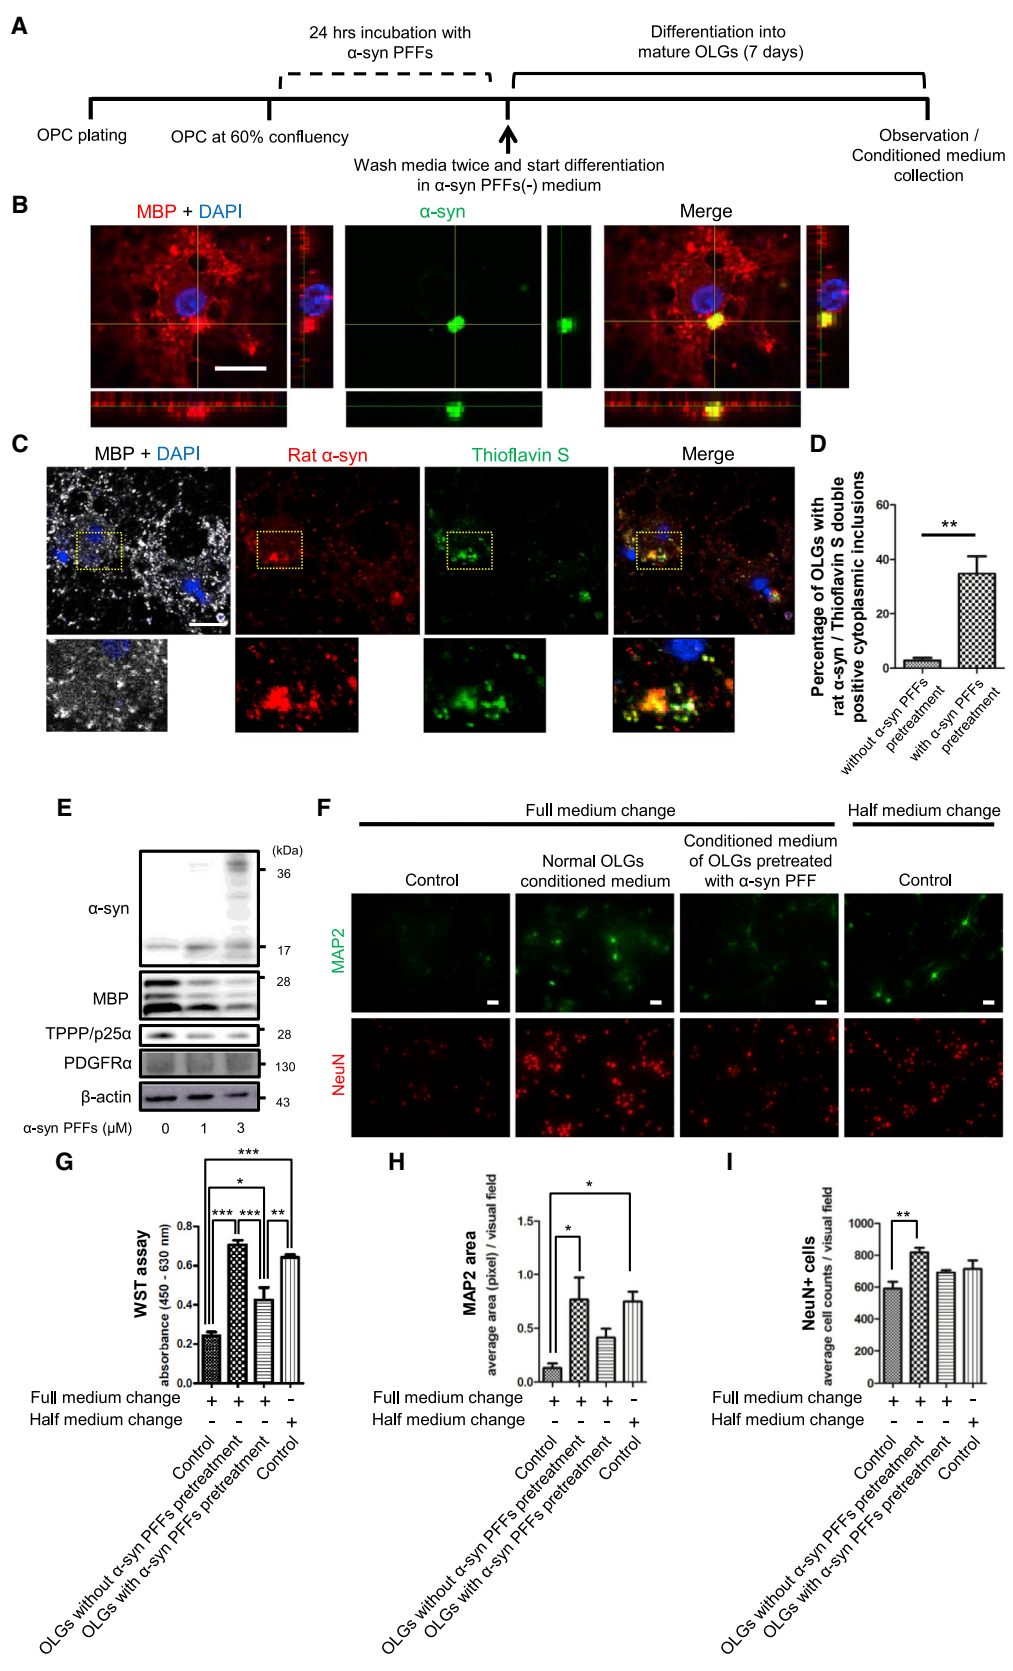 A
24 hrs incubation with
α-syn PFFs
Differentiation into
mature OLGs (7 days)
OPC plating
OPC at 60% confluency
Wash media twice and start differentiation
in α-syn PFFs(-) medium
Observation /
Conditioned medium
collection
B
MBP + DAPI
α-syn
Merge
C
MBP + DAPI
Rat α-syn
Thioflavin S
Merge
D
Percentage of OLGs with
rat α-syn / Thioflavin S double
positive cytoplasmic inclusions
60
40
20
0
**
without α-syn PFFs
pretreatment
with α-syn PFFs
pretreatment
E
(kDa)
α-syn
36
17
MBP
28
TPPP/p25α
28
PDGFRα
130
β-actin
43
α-syn PFFs (μM)
0 1 3
F
Full medium change
Half medium change
Control
Normal OLGs
conditioned medium
Conditioned medium
of OLGs pretreated
with α-syn PFF
Control
MAP2
NeuN
G
***
*
*** *** **
WST assay
absorbance (450 - 630 nm)
0.8
0.6
0.4
0.2
0.0
Full medium change + + + -
Half medium change - - - +
Control
OLGs without α-syn PFFs pretreatment
OLGs with α-syn PFFs pretreatment
Control
H
*
*
MAP2 area
average area (pixel) / visual field
1.5
1.0
0.5
0.0
Full medium change + + + -
Half medium change - - - +
Control
OLGs without α-syn PFFs pretreatment
OLGs with α-syn PFFs pretreatment
Control
I
**
NeuN+ cells
average cell counts / visual field
1000
800
600
400
200
0
Full medium change + + + -
Half medium change - - - +
Control
OLGs without α-syn PFFs pretreatment
OLGs with α-syn PFFs pretreatment
Control